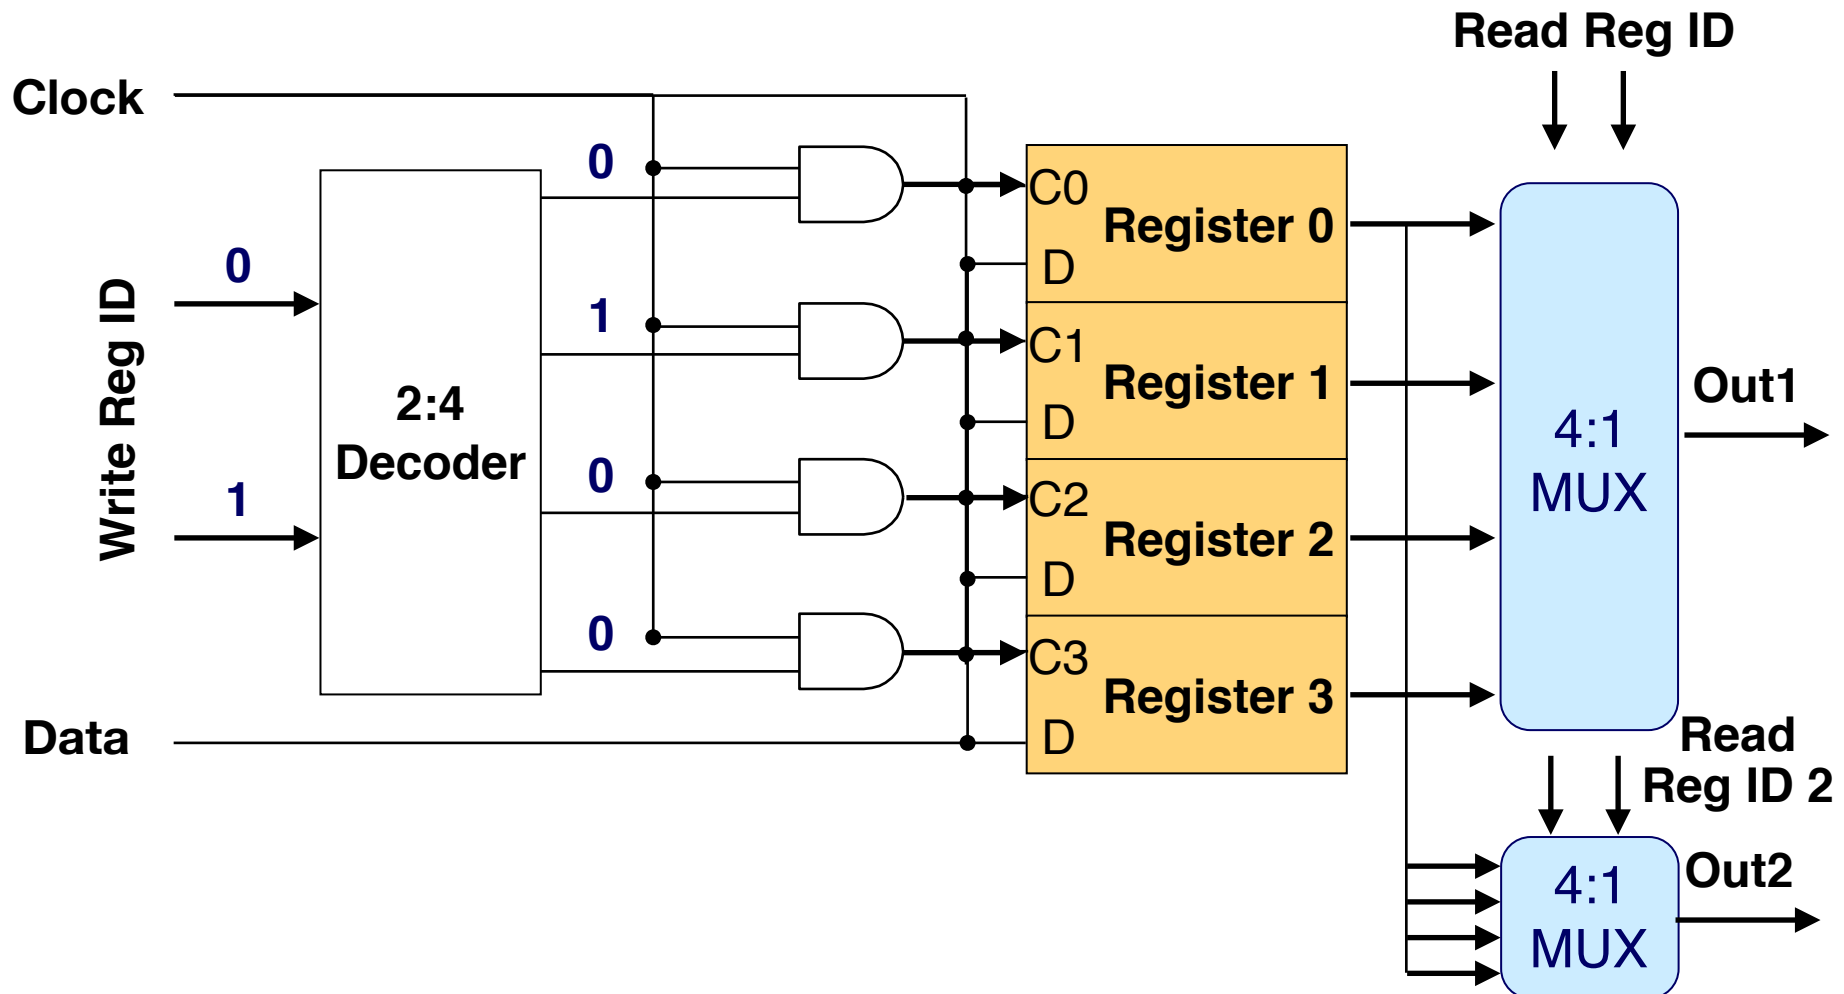 Read Reg ID
Clock
0
C0
Register 0
D
0
Write Reg ID
1
C1
Register 1
D
Out1
2:4
Decoder
4:1
MUX
1
0
C2
Register 2
D
0
C3
Register 3
D
Data
Read
Reg ID 2
4:1
MUX
Out2